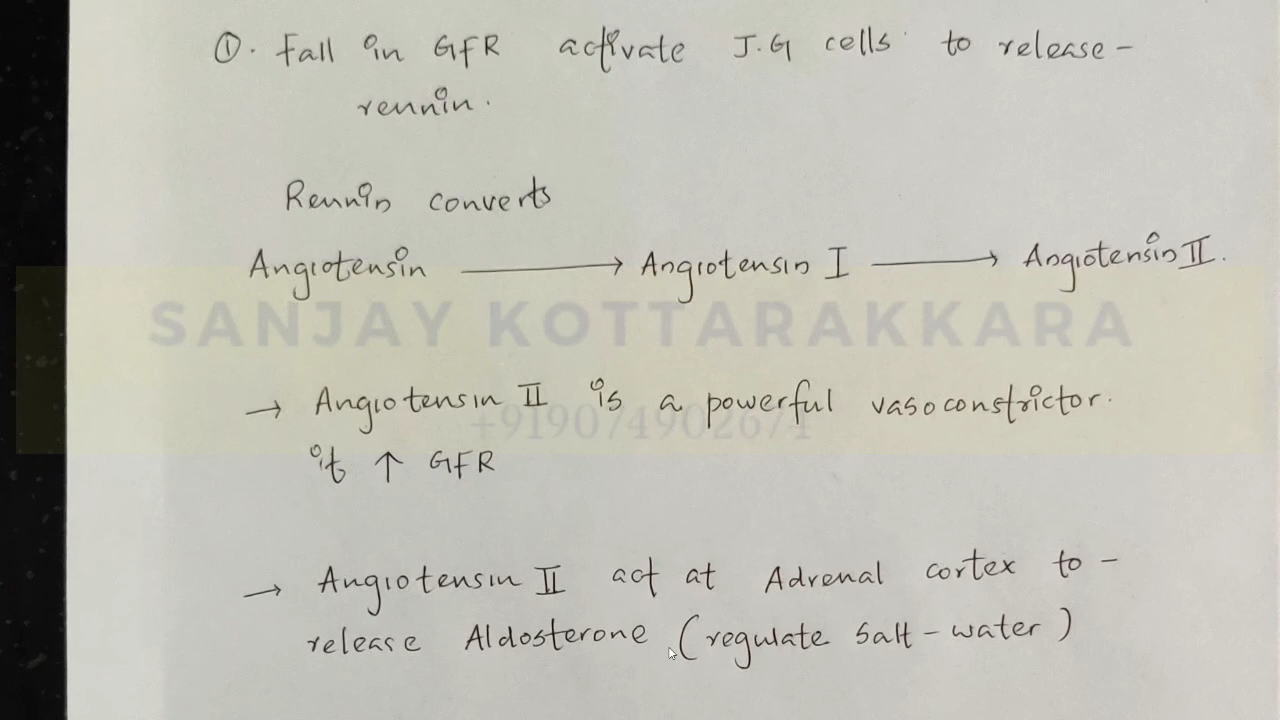 ①. Fall in GFR activate J.G cells to release-
rennin.
Rennin converts
Angiotensin → Angiotensin I → Angiotensin II.
SANJAY KOTTARAKKARA
→ Angiotensin II is a powerful vasoconstrictor.
+919074902674
it ↑ GFR
→ Angiotensin II act at Adrenal cortex to -
release Aldosterone (regulate salt-water)